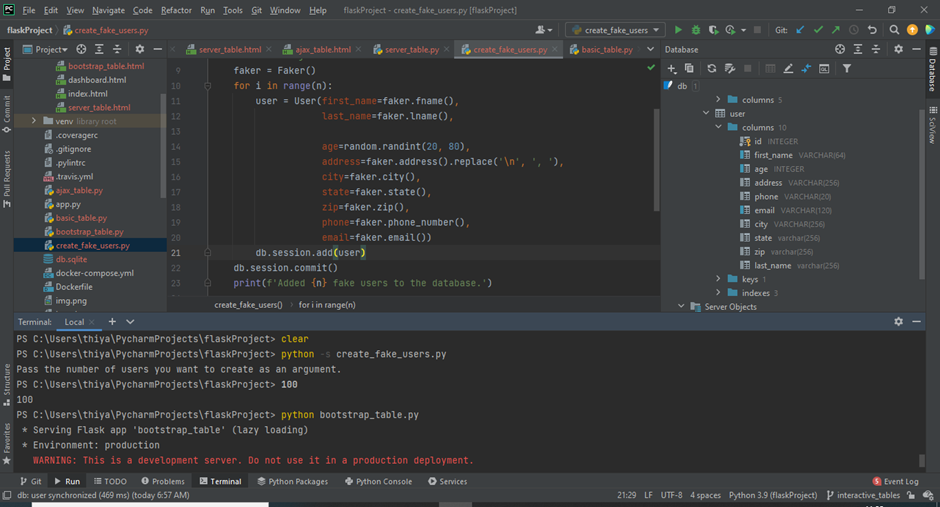 PC File Edit View Navigate Code Refactor Run Tools Git Window Help flaskProject - create_fake_users.py [flaskProject]
flaskProject create_fake_users.py create_fake_users Git:
Project server_table.html ajax_table.html server_table.py create_fake_users.py basic_table.py Database
bootstrap_table.html
dashboard.html
index.html
server_table.html
venv library root
.coveragerc
.gitignore
.pylintrc
.travis.yml
ajax_table.py
app.py
basic_table.py
bootstrap_table.py
create_fake_users.py
db.sqlite
docker-compose.yml
Dockerfile
img.png
9 faker = Faker()
10 for i in range(n):
11 user = User(first_name=faker.fname(),
12 last_name=faker.lname(),
13
14 age=random.randint(20, 80),
15 address=faker.address().replace('\n', ', '),
16 city=faker.city(),
17 state=faker.state(),
18 zip=faker.zip(),
19 phone=faker.phone_number(),
20 email=faker.email())
21 db.session.add(user)
22 db.session.commit()
23 print(f'Added {n} fake users to the database.')
create_fake_users() for i in range(n)
db 1
columns 5
user
columns 10
id INTEGER
first_name VARCHAR(64)
age INTEGER
address VARCHAR(256)
phone VARCHAR(20)
email VARCHAR(120)
city VARCHAR(256)
state VARCHAR(256)
zip VARCHAR(256)
last_name varchar(256)
keys 1
indexes 3
Server Objects
Project
Commit
Pull Requests
Structure
Favorites
Database
SciView
Terminal: Local
PS C:\Users\thiya\PycharmProjects\flaskProject> clear
PS C:\Users\thiya\PycharmProjects\flaskProject> python -s create_fake_users.py
Pass the number of users you want to create as an argument.
PS C:\Users\thiya\PycharmProjects\flaskProject> 100
100
PS C:\Users\thiya\PycharmProjects\flaskProject> python bootstrap_table.py
* Serving Flask app 'bootstrap_table' (lazy loading)
* Environment: production
WARNING: This is a development server. Do not use it in a production deployment.
Git Run TODO Problems Terminal Python Packages Python Console Services 5 Event Log
db: user synchronized (469 ms) (today 6:57 AM) 21:29 LF UTF-8 4 spaces Python 3.9 (flaskProject) interactive_tables